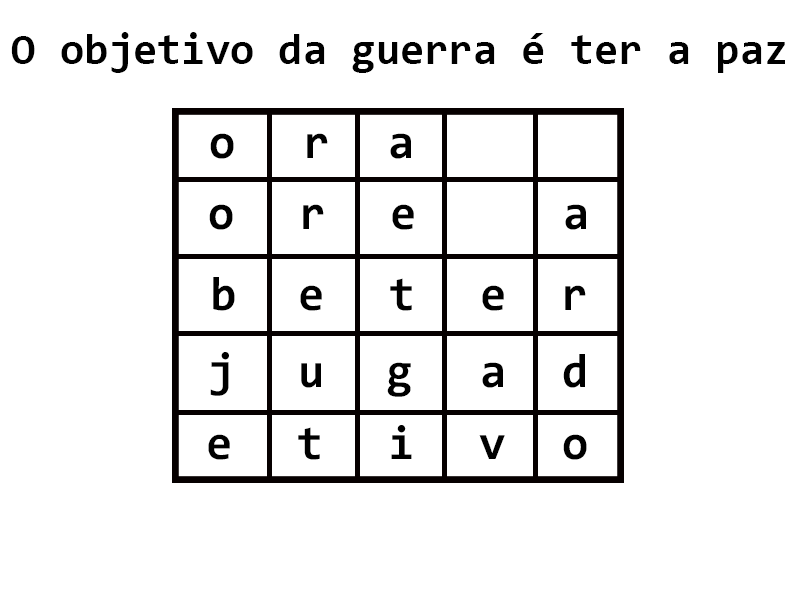 O objetivo da guerra é ter a paz
o r a
o r e a
b e t e r
j u g a d
e t i v o